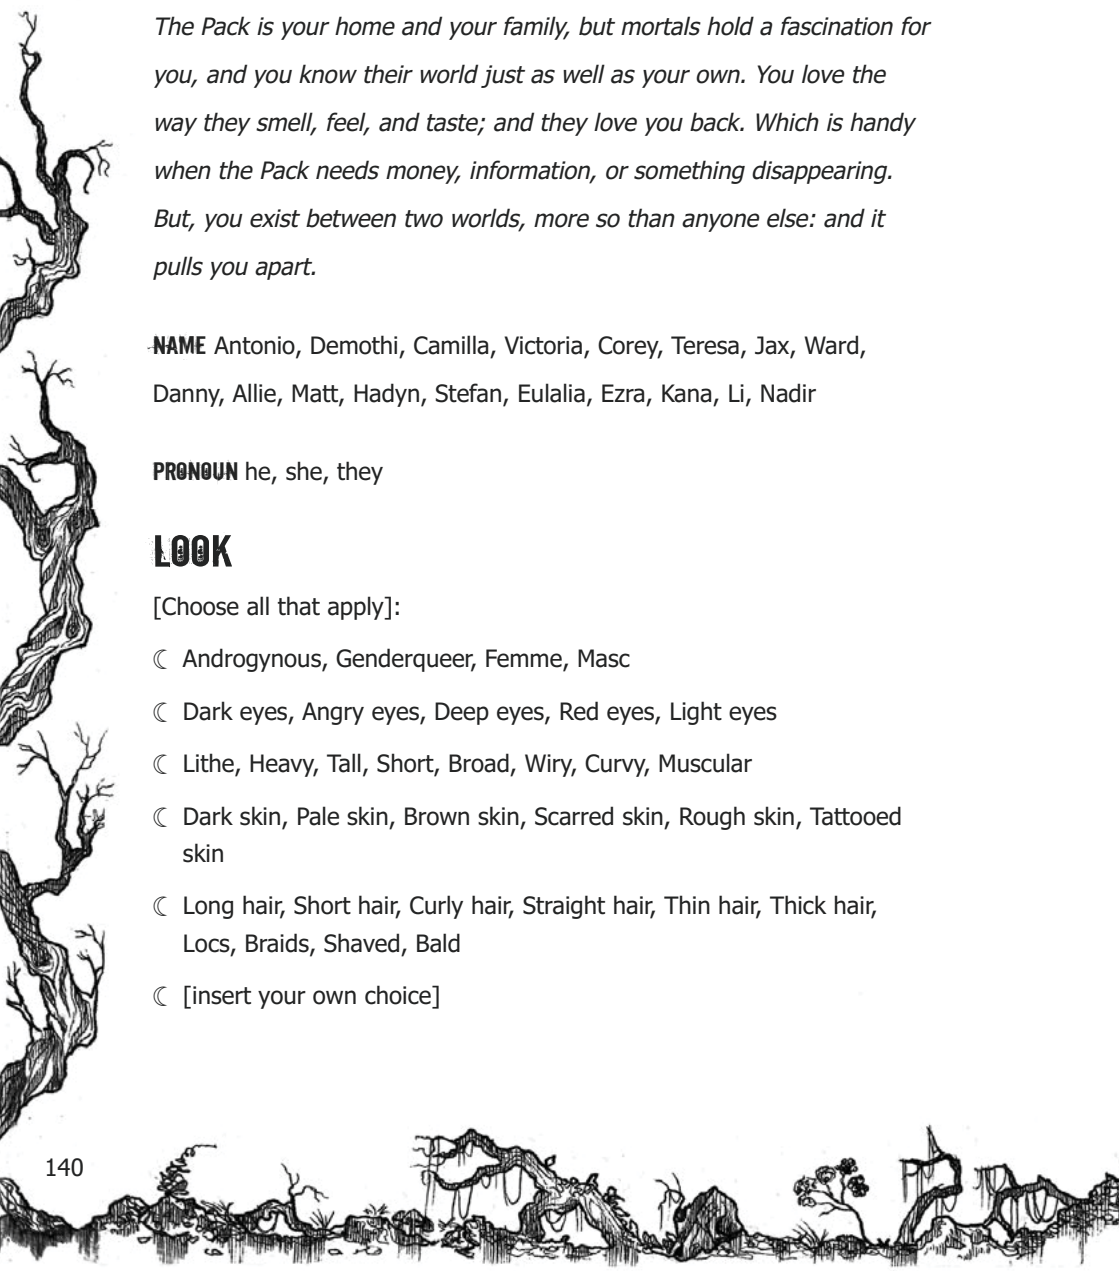 The Pack is your home and your family, but mortals hold a fascination for
you, and you know their world just as well as your own. You love the
way they smell, feel, and taste; and they love you back. Which is handy
when the Pack needs money, information, or something disappearing.
But, you exist between two worlds, more so than anyone else: and it
pulls you apart.
NAME Antonio, Demothi, Camilla, Victoria, Corey, Teresa, Jax, Ward,
Danny, Allie, Matt, Hadyn, Stefan, Eulalia, Ezra, Kana, Li, Nadir
PRONOUN he, she, they
LOOK
[Choose all that apply]:
☾ Androgynous, Genderqueer, Femme, Masc
☾ Dark eyes, Angry eyes, Deep eyes, Red eyes, Light eyes
☾ Lithe, Heavy, Tall, Short, Broad, Wiry, Curvy, Muscular
☾ Dark skin, Pale skin, Brown skin, Scarred skin, Rough skin, Tattooed
skin
☾ Long hair, Short hair, Curly hair, Straight hair, Thin hair, Thick hair,
Locs, Braids, Shaved, Bald
☾ [insert your own choice]
140